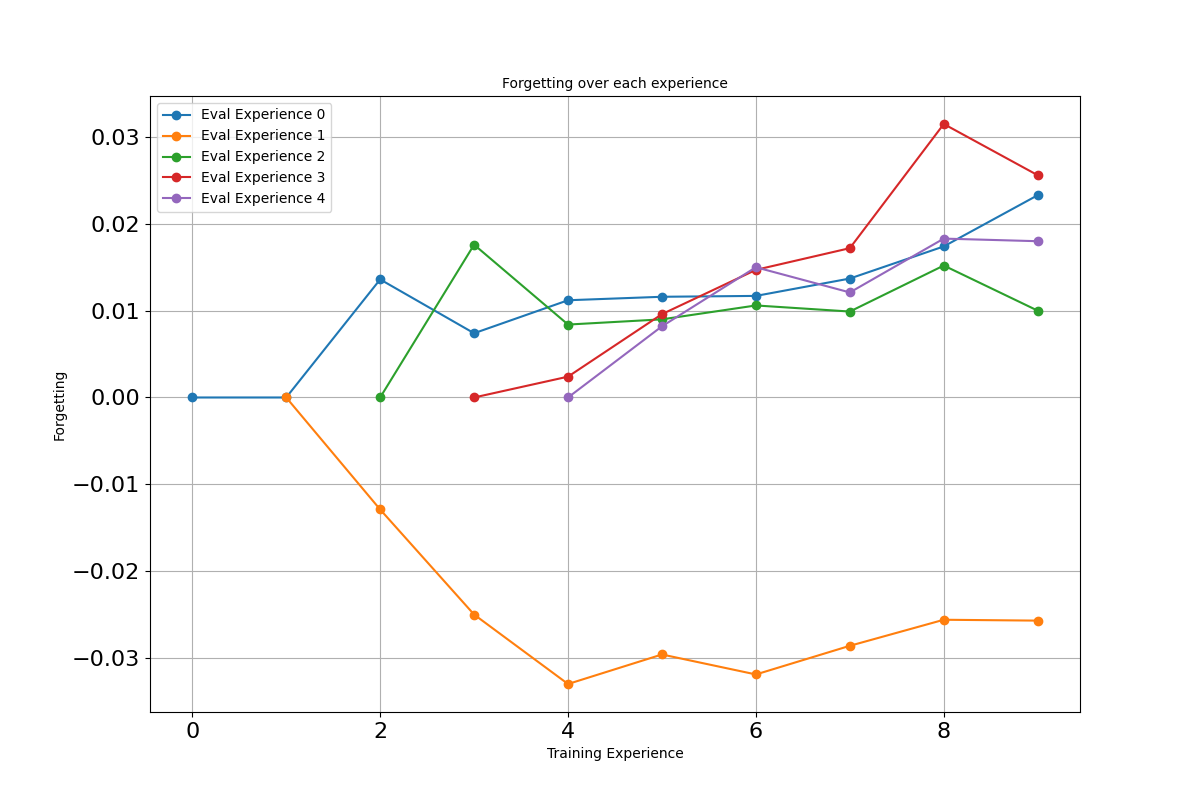 Forgetting over each experience
Eval Experience 0
Eval Experience 1
Eval Experience 2
Eval Experience 3
Eval Experience 4
0.03
0.02
0.01
0.00
−0.01
−0.02
−0.03
Forgetting
0 2 4 6 8
Training Experience